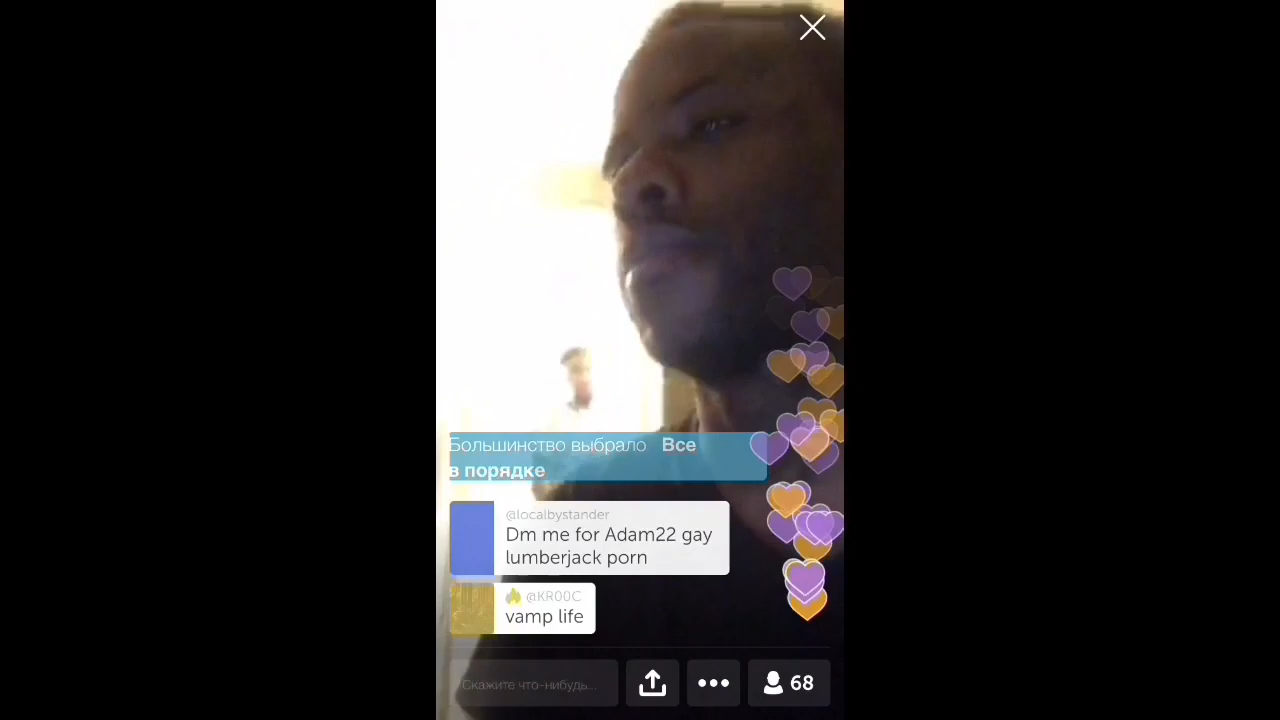 Большинство выбрало Все
в порядке
@localbystander
Dm me for Adam22 gay
lumberjack porn
@KR00C
vamp life
Скажите что-нибудь...
68